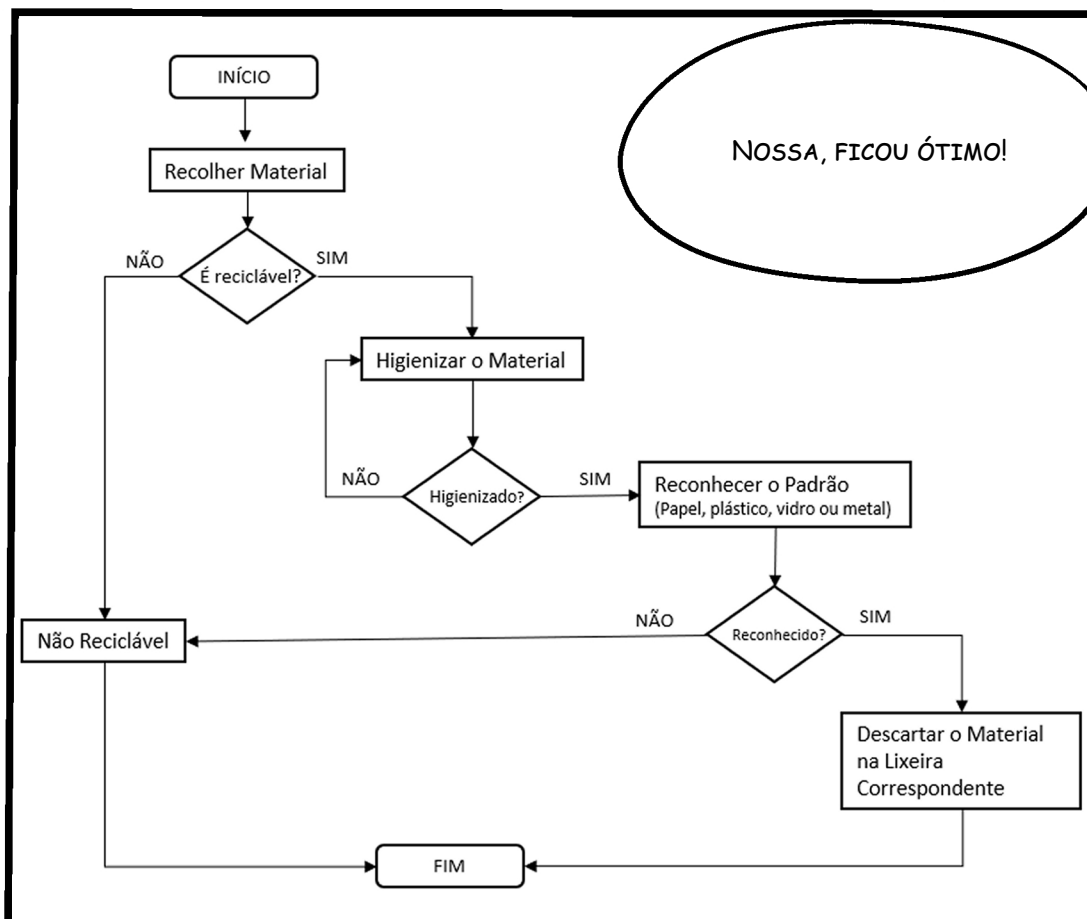 INÍCIO
NOSSA, FICOU ÓTIMO!
Recolher Material
NÃO
SIM
É reciclável?
Higienizar o Material
NÃO
SIM
Higienizado?
Reconhecer o Padrão
(Papel, plástico, vidro ou metal)
NÃO
SIM
Reconhecido?
Não Reciclável
Descartar o Material
na Lixeira
Correspondente
FIM